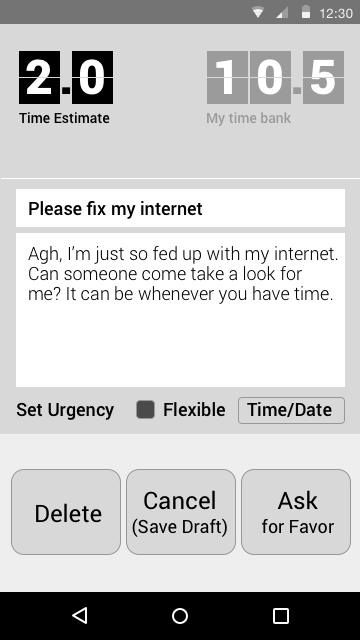 12:30
2.0 10.5
Time Estimate My time bank
Please fix my internet
Agh, I’m just so fed up with my internet.
Can someone come take a look for
me? It can be whenever you have time.
Set Urgency Flexible Time/Date
Delete Cancel Ask
(Save Draft) for Favor